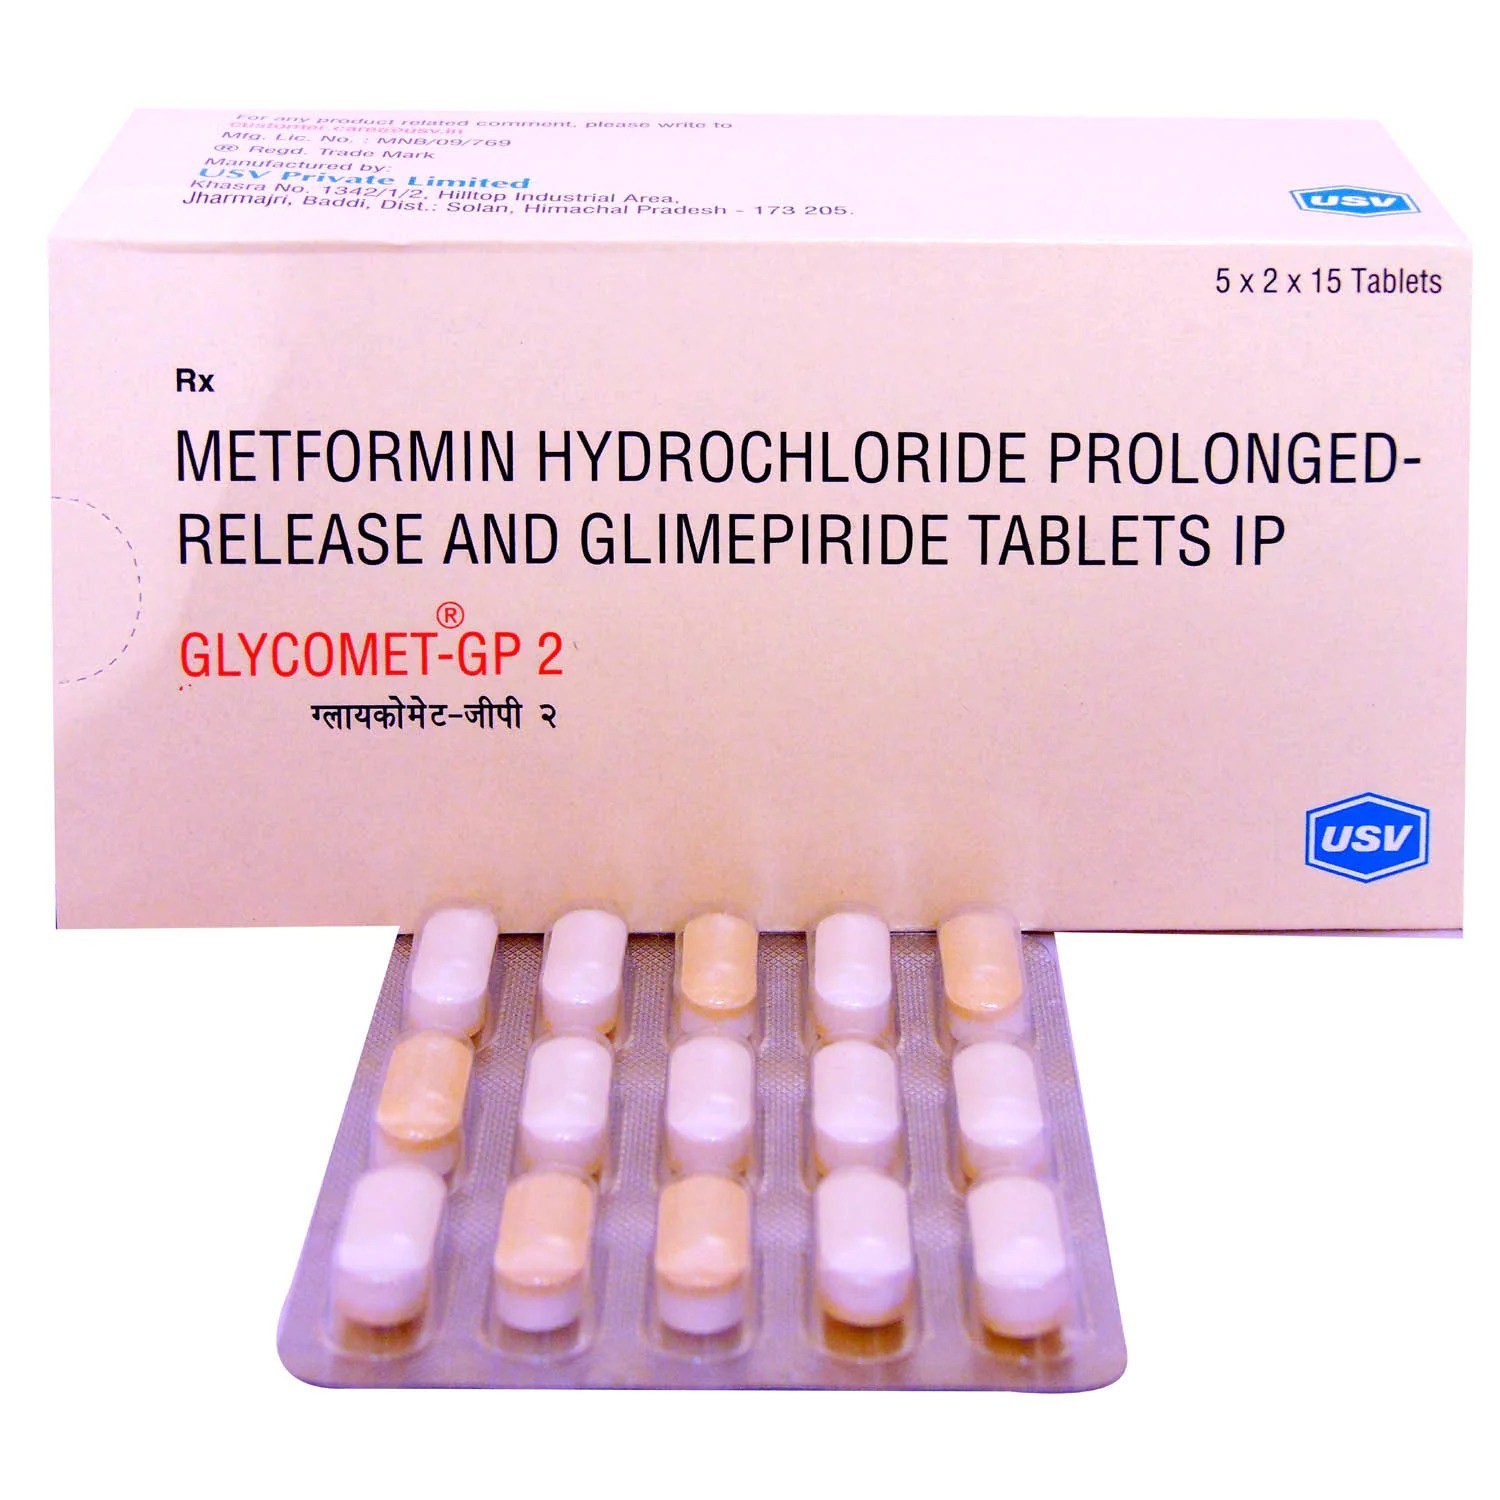 For any product related comment, please write to
customer.care@usv.in
Mfg. Lic. No. : MNB/09/769
® Regd. Trade Mark
Manufactured by:
USV Private Limited
Khasra No. 1342/1/2, Hilltop Industrial Area,
Jharmajri, Baddi, Dist.: Solan, Himachal Pradesh - 173 205.
USV
5 x 2 x 15 Tablets
Rx
METFORMIN HYDROCHLORIDE PROLONGED-
RELEASE AND GLIMEPIRIDE TABLETS IP
GLYCOMET®-GP 2
ग्लायकोमेट-जीपी २
USV